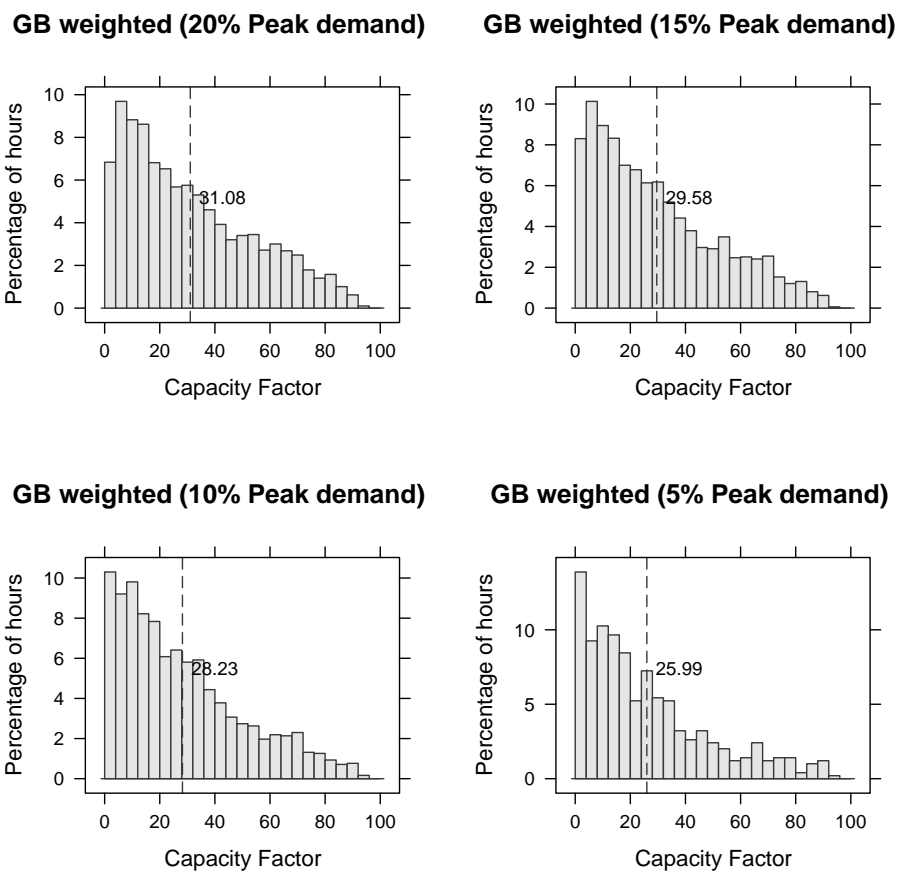 GB weighted (20% Peak demand)
Percentage of hours
10
8
6
4
2
0
31.08
0 20 40 60 80 100
Capacity Factor
GB weighted (15% Peak demand)
Percentage of hours
10
8
6
4
2
0
29.58
0 20 40 60 80 100
Capacity Factor
GB weighted (10% Peak demand)
Percentage of hours
10
8
6
4
2
0
28.23
0 20 40 60 80 100
Capacity Factor
GB weighted (5% Peak demand)
Percentage of hours
10
5
0
25.99
0 20 40 60 80 100
Capacity Factor